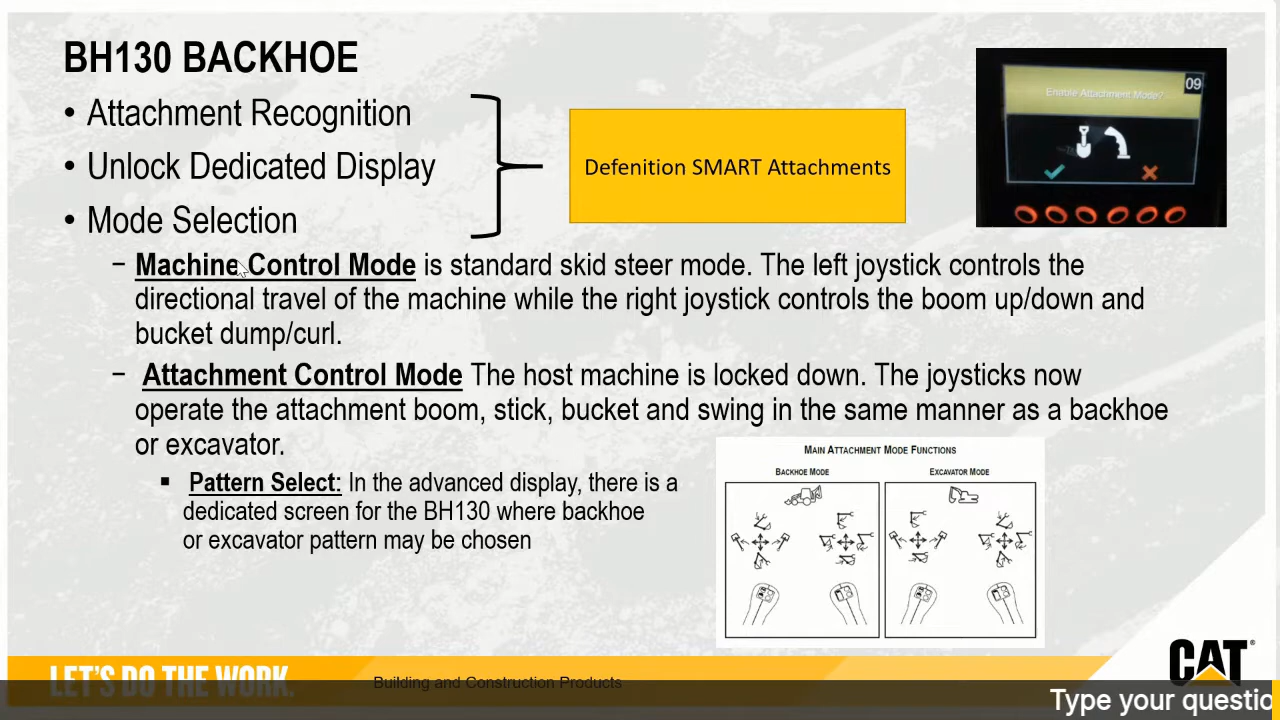 BH130 BACKHOE
• Attachment Recognition
• Unlock Dedicated Display
• Mode Selection
Defenition SMART Attachments
Enable Attachment Mode?
09
– Machine Control Mode is standard skid steer mode. The left joystick controls the
directional travel of the machine while the right joystick controls the boom up/down and
bucket dump/curl.
– Attachment Control Mode The host machine is locked down. The joysticks now
operate the attachment boom, stick, bucket and swing in the same manner as a backhoe
or excavator.
▪ Pattern Select: In the advanced display, there is a
dedicated screen for the BH130 where backhoe
or excavator pattern may be chosen
MAIN ATTACHMENT MODE FUNCTIONS
BACKHOE MODE
EXCAVATOR MODE
LET'S DO THE WORK.
Building and Construction Products
CAT
Type your questio